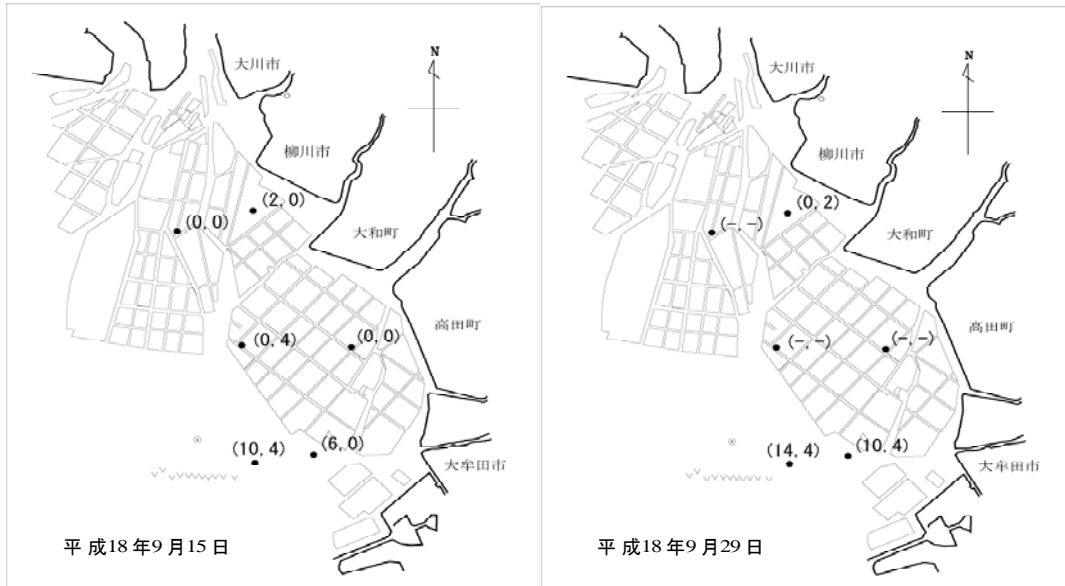 N
大川市
柳川市
(2, 0)
(0, 0)
大和町
高田町
(0, 4)
(0, 0)
(6, 0)
(10, 4)
大牟田市
平成18年9月15日
N
大川市
柳川市
(0, 2)
(-, -)
大和町
高田町
(-, -)
(-, -)
(10, 4)
(14, 4)
大牟田市
平成18年9月29日